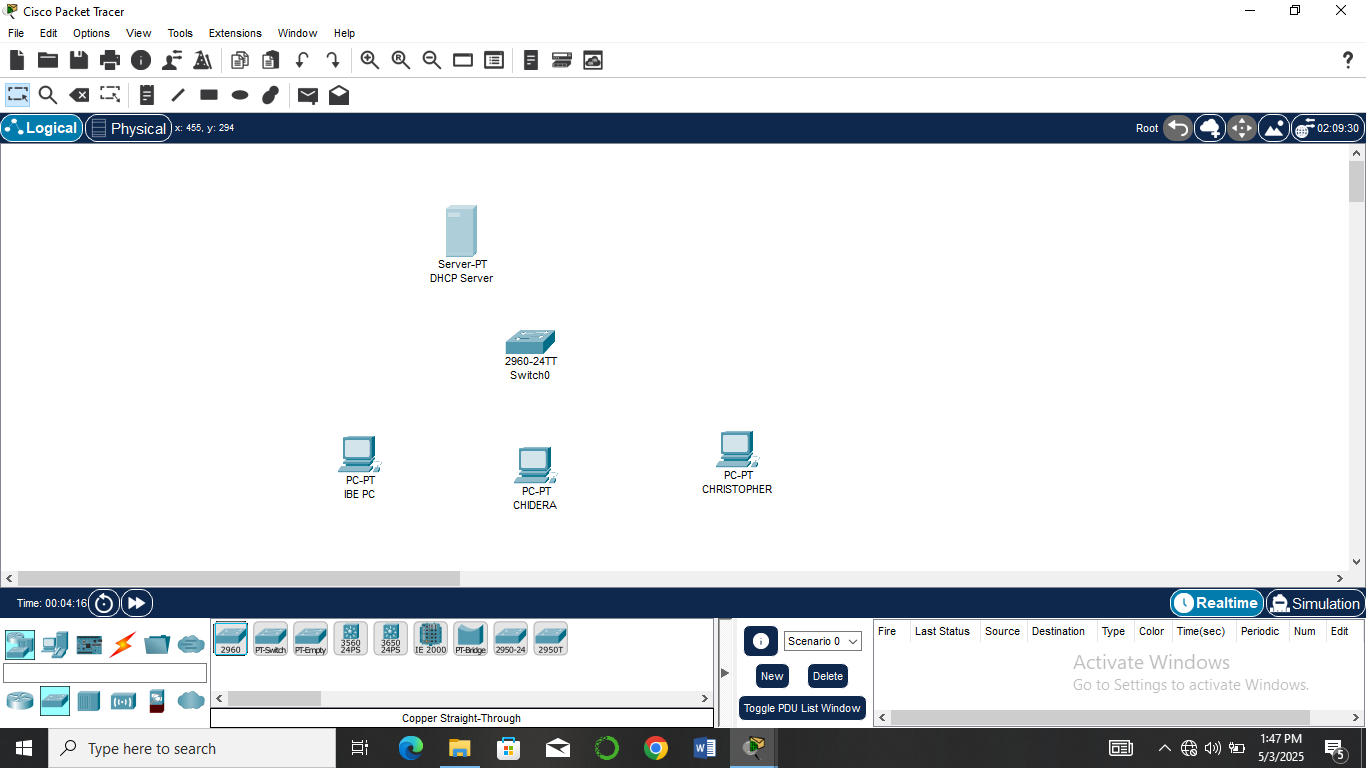 Cisco Packet Tracer
File Edit Options View Tools Extensions Window Help
?
Logical Physical x: 455, y: 294 Root 02:09:30
Server-PT
DHCP Server
2960-24TT
Switch0
PC-PT
IBE PC
PC-PT
CHIDERA
PC-PT
CHRISTOPHER
Time: 00:04:16 Realtime Simulation
2960 PT-Switch PT-Empty 3560 24PS 3650 24PS IE 2000 PT-Bridge 2950-24 2950T
Copper Straight-Through
Scenario 0
New Delete
Toggle PDU List Window
Fire Last Status Source Destination Type Color Time(sec) Periodic Num Edit
Activate Windows
Go to Settings to activate Windows.
Type here to search
1:47 PM
5/3/2025
5